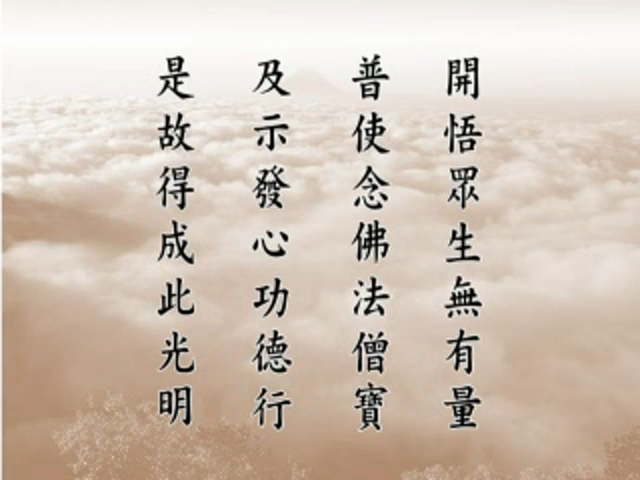 開悟眾生無有量
普使念佛法僧寶
及示發心功德行
是故得成此光明